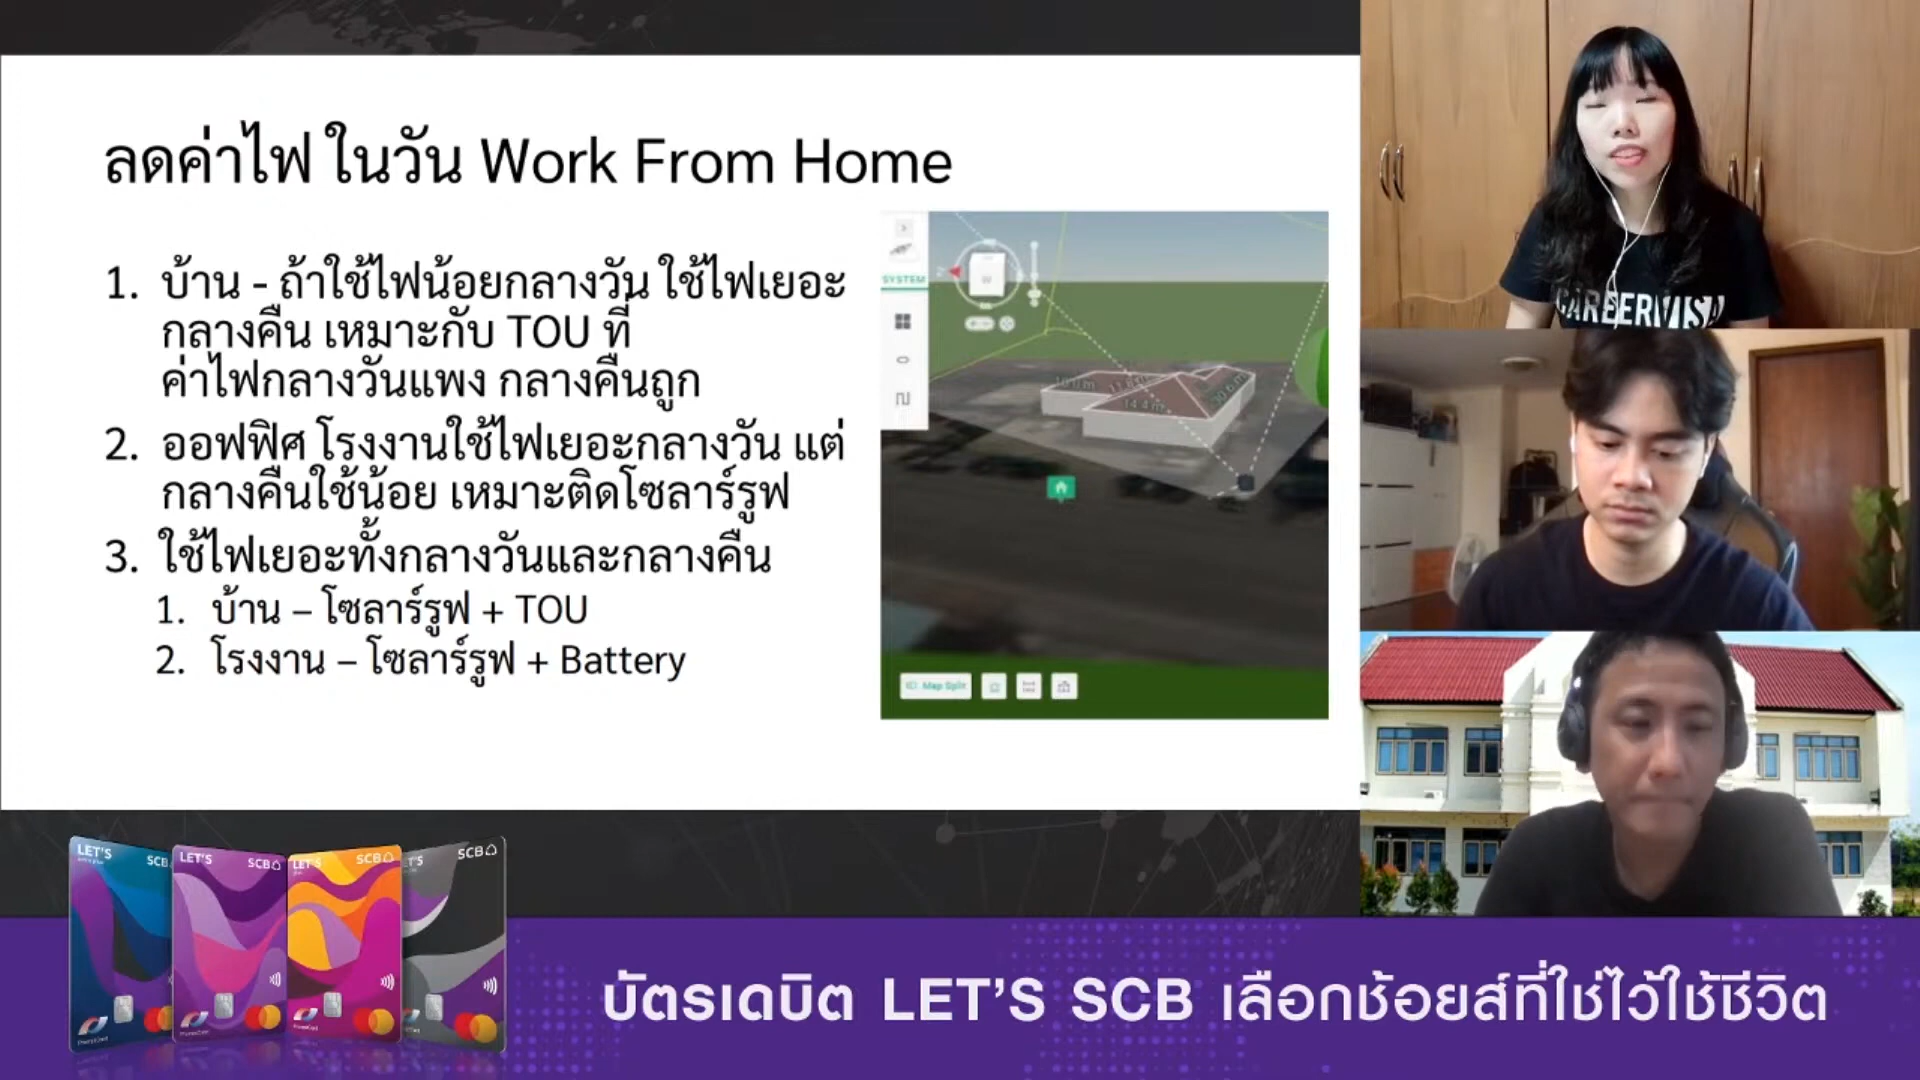 ลดค่าไฟ ในวัน Work From Home
1. บ้าน - ถ้าใช้ไฟน้อยกลางวัน ใช้ไฟเยอะ
กลางคืน เหมาะกับ TOU ที่
ค่าไฟกลางวันแพง กลางคืนถูก
2. ออฟฟิศ โรงงานใช้ไฟเยอะกลางวัน แต่
กลางคืนใช้น้อย เหมาะติดโซลาร์รูฟ
3. ใช้ไฟเยอะทั้งกลางวันและกลางคืน
1. บ้าน – โซลาร์รูฟ + TOU
2. โรงงาน – โซลาร์รูฟ + Battery
SYSTEM
W
14.4 m
Map Split
CAREERVISA
LET'S SCB
LET'S SCB
LET'S SCB
SCB
บัตรเดบิต LET'S SCB เลือกช้อยส์ที่ใช่ไว้ใช้ชีวิต